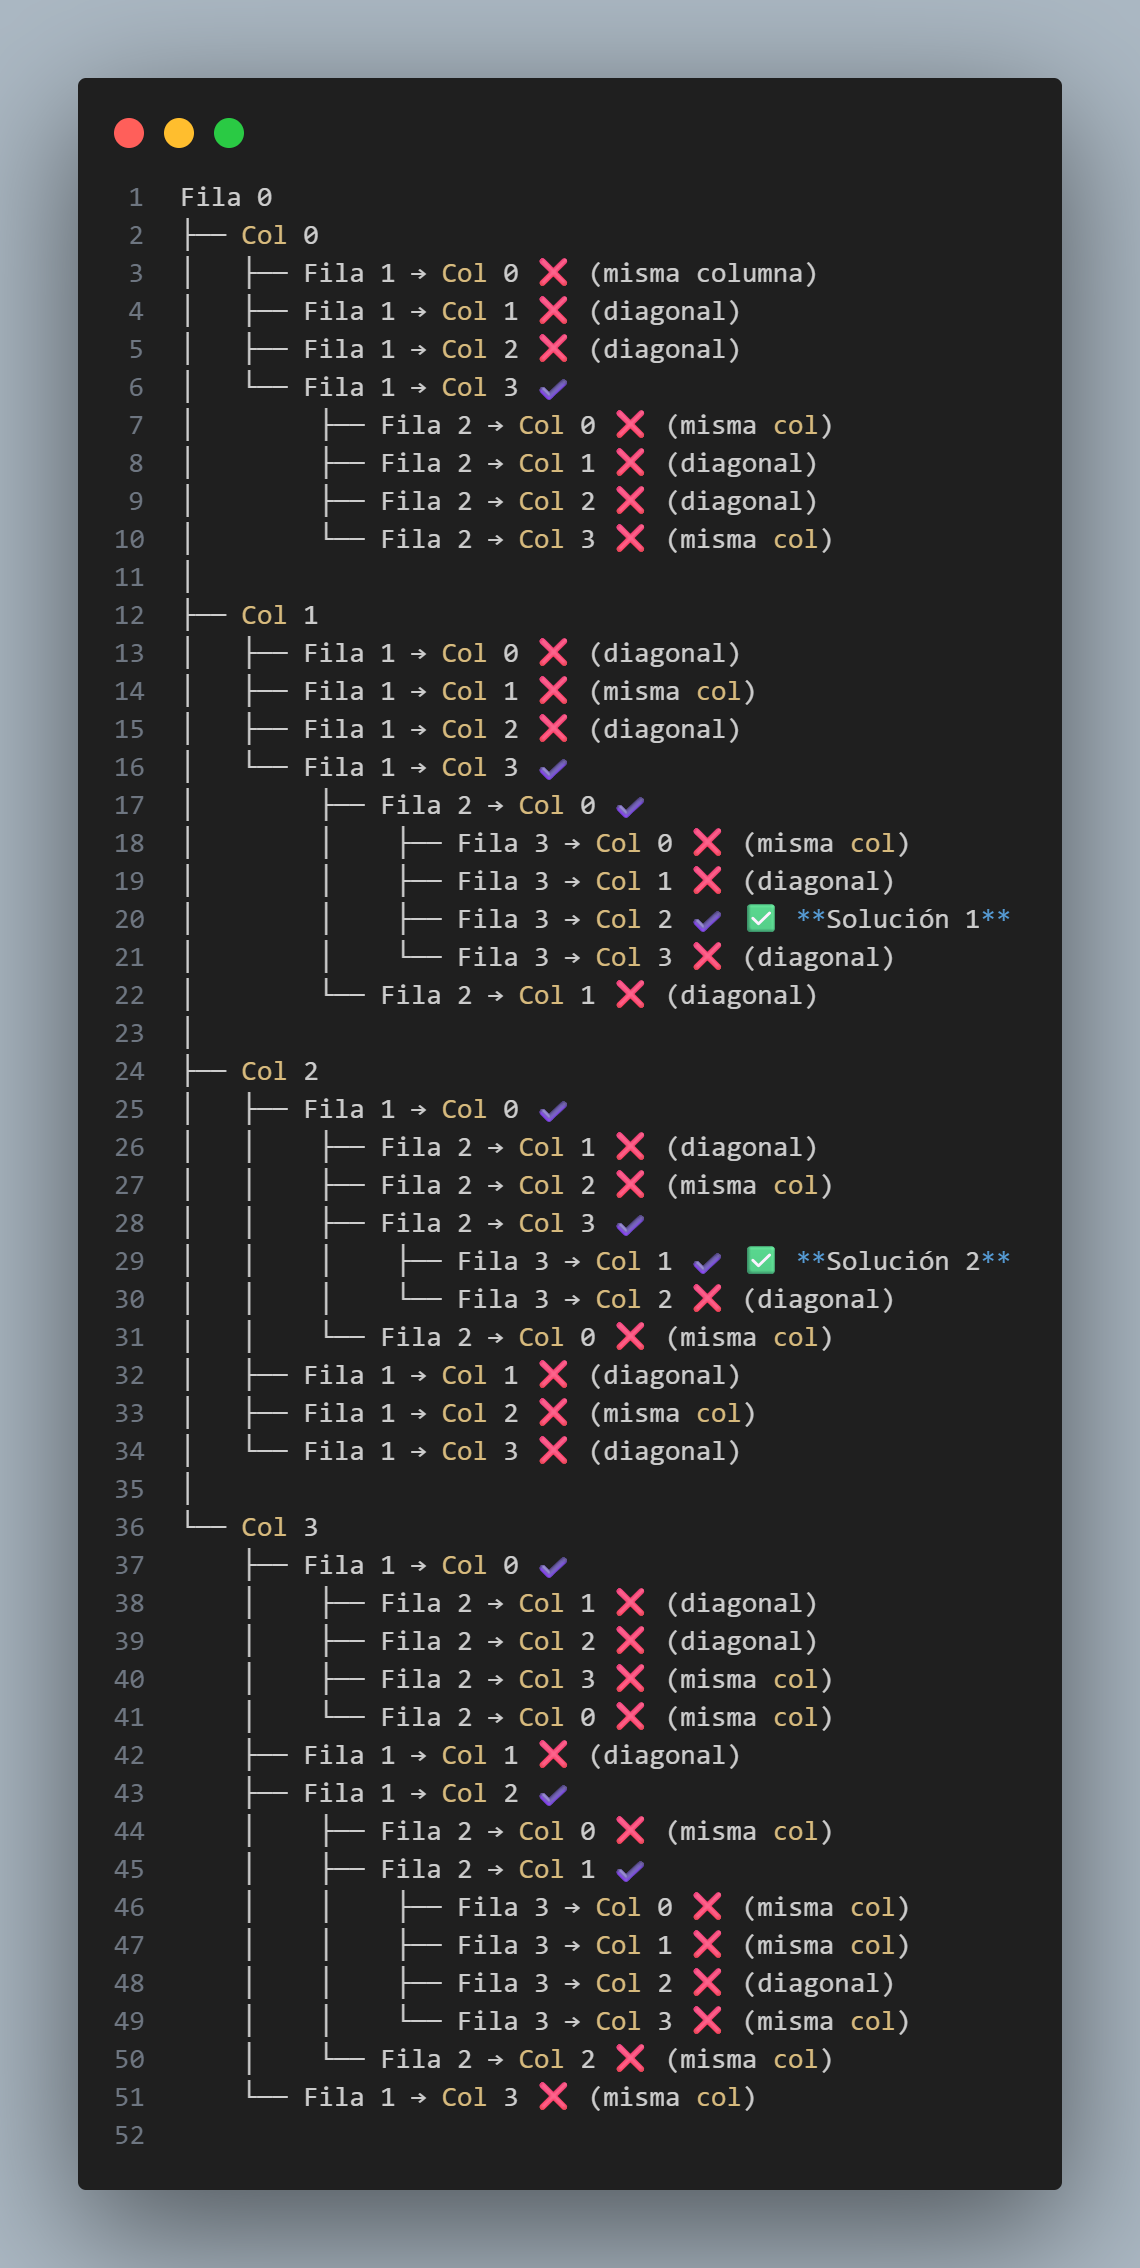 1 Fila 0
2 ├── Col 0
3 │   ├── Fila 1 → Col 0 ❌ (misma columna)
4 │   ├── Fila 1 → Col 1 ❌ (diagonal)
5 │   ├── Fila 1 → Col 2 ❌ (diagonal)
6 │   └── Fila 1 → Col 3 ✔
7 │        ├── Fila 2 → Col 0 ❌ (misma col)
8 │        ├── Fila 2 → Col 1 ❌ (diagonal)
9 │        ├── Fila 2 → Col 2 ❌ (diagonal)
10 │        └── Fila 2 → Col 3 ❌ (misma col)
11 │
12 ├── Col 1
13 │   ├── Fila 1 → Col 0 ❌ (diagonal)
14 │   ├── Fila 1 → Col 1 ❌ (misma col)
15 │   ├── Fila 1 → Col 2 ❌ (diagonal)
16 │   └── Fila 1 → Col 3 ✔
17 │        ├── Fila 2 → Col 0 ✔
18 │        │    ├── Fila 3 → Col 0 ❌ (misma col)
19 │        │    ├── Fila 3 → Col 1 ❌ (diagonal)
20 │        │    ├── Fila 3 → Col 2 ✔ ✅ **Solución 1**
21 │        │    └── Fila 3 → Col 3 ❌ (diagonal)
22 │        └── Fila 2 → Col 1 ❌ (diagonal)
23 │
24 ├── Col 2
25 │   ├── Fila 1 → Col 0 ✔
26 │   │    ├── Fila 2 → Col 1 ❌ (diagonal)
27 │   │    ├── Fila 2 → Col 2 ❌ (misma col)
28 │   │    ├── Fila 2 → Col 3 ✔
29 │   │    │    ├── Fila 3 → Col 1 ✔ ✅ **Solución 2**
30 │   │    │    └── Fila 3 → Col 2 ❌ (diagonal)
31 │   │    └── Fila 2 → Col 0 ❌ (misma col)
32 │   ├── Fila 1 → Col 1 ❌ (diagonal)
33 │   ├── Fila 1 → Col 2 ❌ (misma col)
34 │   └── Fila 1 → Col 3 ❌ (diagonal)
35 │
36 └── Col 3
37     ├── Fila 1 → Col 0 ✔
38     │    ├── Fila 2 → Col 1 ❌ (diagonal)
39     │    ├── Fila 2 → Col 2 ❌ (diagonal)
40     │    ├── Fila 2 → Col 3 ❌ (misma col)
41     │    └── Fila 2 → Col 0 ❌ (misma col)
42     ├── Fila 1 → Col 1 ❌ (diagonal)
43     ├── Fila 1 → Col 2 ✔
44     │    ├── Fila 2 → Col 0 ❌ (misma col)
45     │    ├── Fila 2 → Col 1 ✔
46     │    │    ├── Fila 3 → Col 0 ❌ (misma col)
47     │    │    ├── Fila 3 → Col 1 ❌ (misma col)
48     │    │    ├── Fila 3 → Col 2 ❌ (diagonal)
49     │    │    └── Fila 3 → Col 3 ❌ (misma col)
50     │    └── Fila 2 → Col 2 ❌ (misma col)
51     └── Fila 1 → Col 3 ❌ (misma col)
52